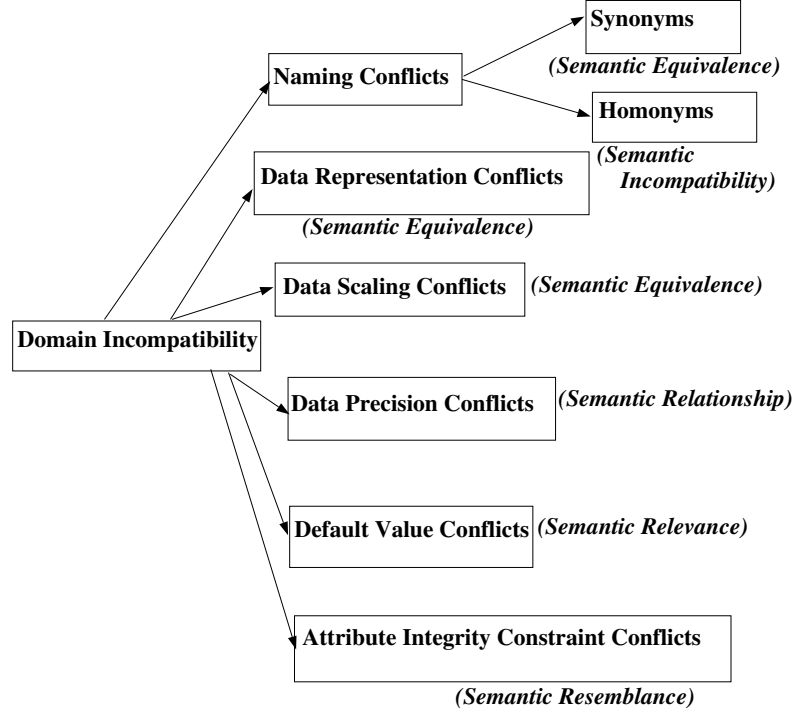 Synonyms
(Semantic Equivalence)
Naming Conflicts
Homonyms
(Semantic
Incompatibility)
Data Representation Conflicts
(Semantic Equivalence)
Data Scaling Conflicts
(Semantic Equivalence)
Domain Incompatibility
Data Precision Conflicts
(Semantic Relationship)
Default Value Conflicts
(Semantic Relevance)
Attribute Integrity Constraint Conflicts
(Semantic Resemblance)